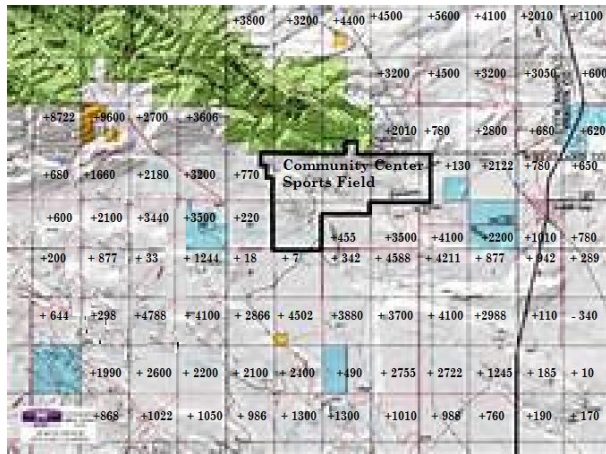 +3800 +3200 +4400 +4500 +5600 +4100 +2010 +1100
+3200 +4500 +3200 +3050 +600
+8722 +9600 +2700 +3606
+2010 +780 +2800 +680 +620
Community Center
Sports Field
+680 +1660 +2180 +3200 +770 +130 +2122 +780 +650
+600 +2100 +3440 +3500 +220
+455 +3500 +4100 +2200 +1010 +780
+200 + 877 + 33 + 1244 + 18 + 7 + 342 + 4588 + 4211 + 877 + 942 + 289
+ 644 +298 +4788 +4100 + 2866 + 4502 +3880 + 3700 + 4100 +2988 +110 - 340
+1990 + 2600 + 2200 + 2100 + 2400 +490 + 2755 + 2722 + 1245 + 185 + 10
+868 +1022 + 1050 + 986 + 1300 +1300 +1010 + 988 +760 +190 + 170